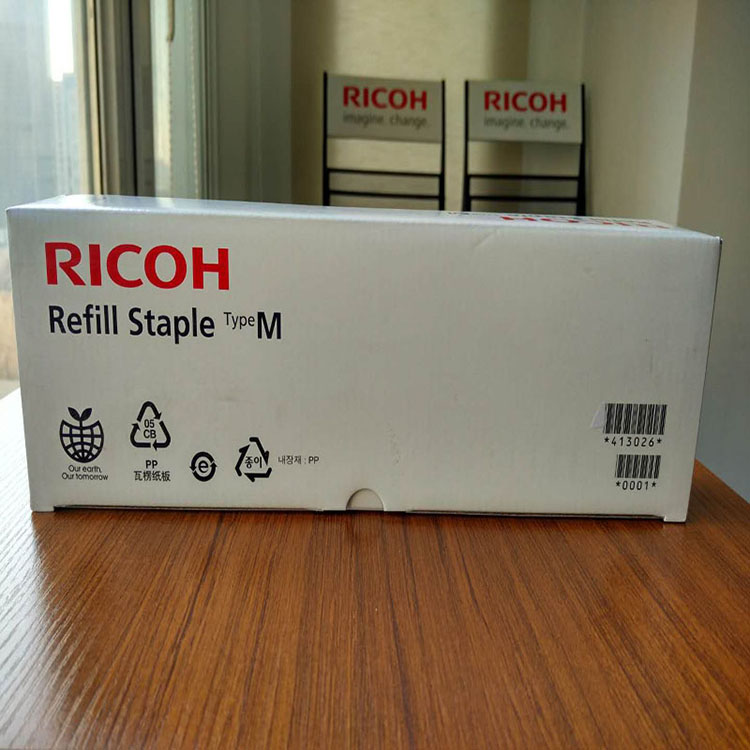 RICOH
imagine. change.
RICOH
imagine. change.
RICOH
Refill Staple Type M
Our earth,
Our tomorrow
05
CB
PP
瓦楞纸板
e
종이
내장재 : PP
*413026*
*0001*